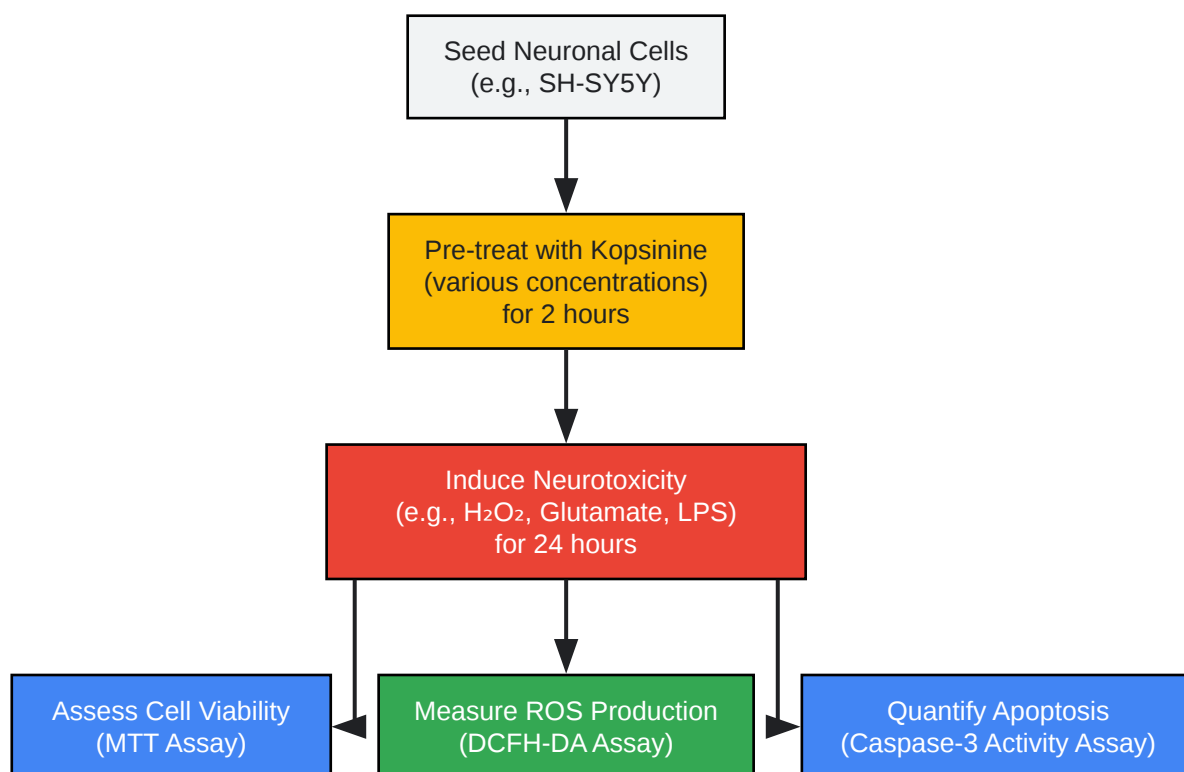 Seed Neuronal Cells
(e.g., SH-SY5Y)
Pre-treat with Kopsinine
(various concentrations)
for 2 hours
Induce Neurotoxicity
(e.g., H₂O₂, Glutamate, LPS)
for 24 hours
Assess Cell Viability
(MTT Assay)
Measure ROS Production
(DCFH-DA Assay)
Quantify Apoptosis
(Caspase-3 Activity Assay)